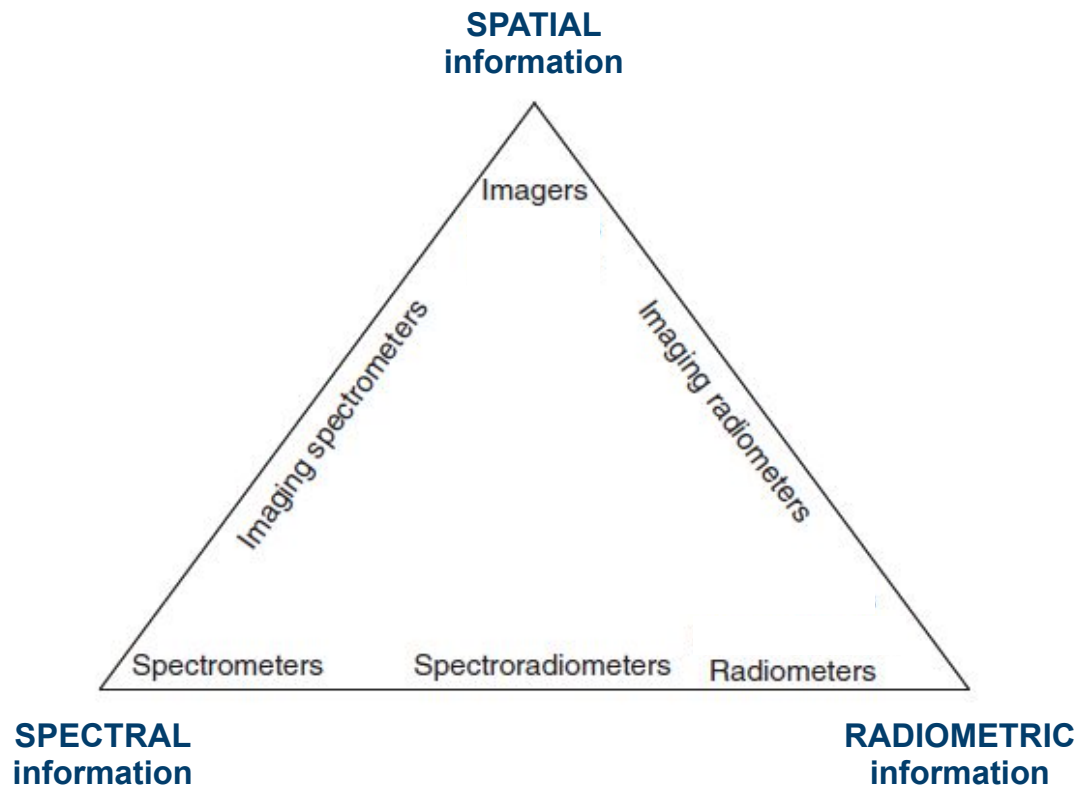 SPATIAL
information
Imagers
Imaging spectrometers
Imaging radiometers
Spectrometers
Spectroradiometers
Radiometers
SPECTRAL
information
RADIOMETRIC
information